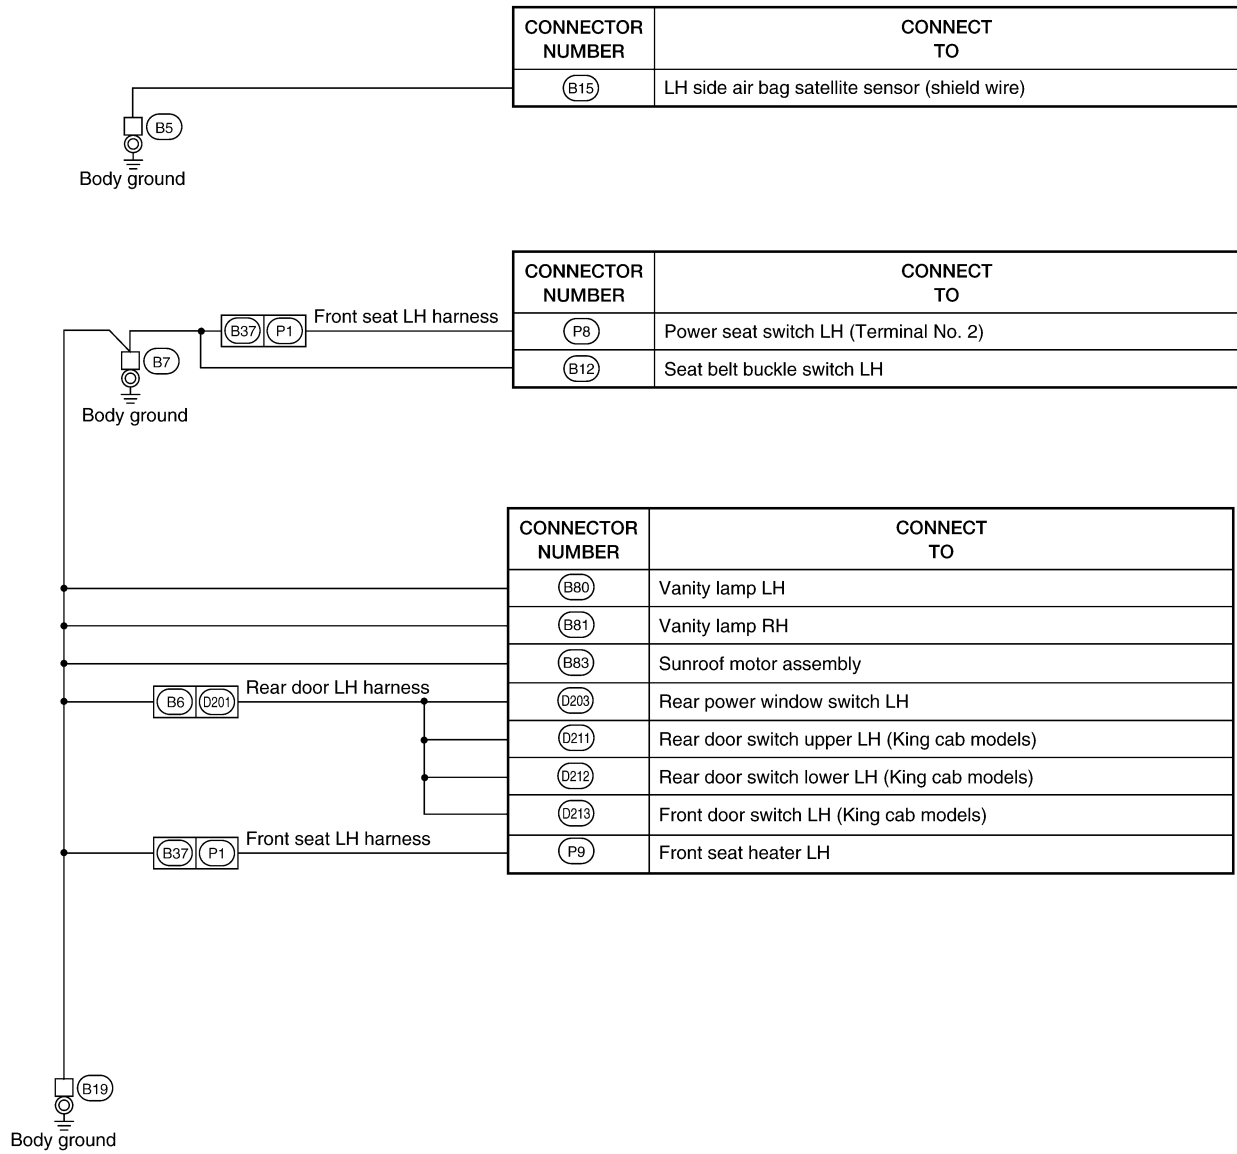 CONNECTOR NUMBER CONNECT TO
B15 LH side air bag satellite sensor (shield wire)
B5
Body ground
CONNECTOR NUMBER CONNECT TO
Front seat LH harness
B37 P1 P8 Power seat switch LH (Terminal No. 2)
B7
B12 Seat belt buckle switch LH
Body ground
CONNECTOR NUMBER CONNECT TO
B80 Vanity lamp LH
B81 Vanity lamp RH
B83 Sunroof motor assembly
Rear door LH harness
B6 D201 D203 Rear power window switch LH
D211 Rear door switch upper LH (King cab models)
D212 Rear door switch lower LH (King cab models)
D213 Front door switch LH (King cab models)
Front seat LH harness
B37 P1 P9 Front seat heater LH
B19
Body ground